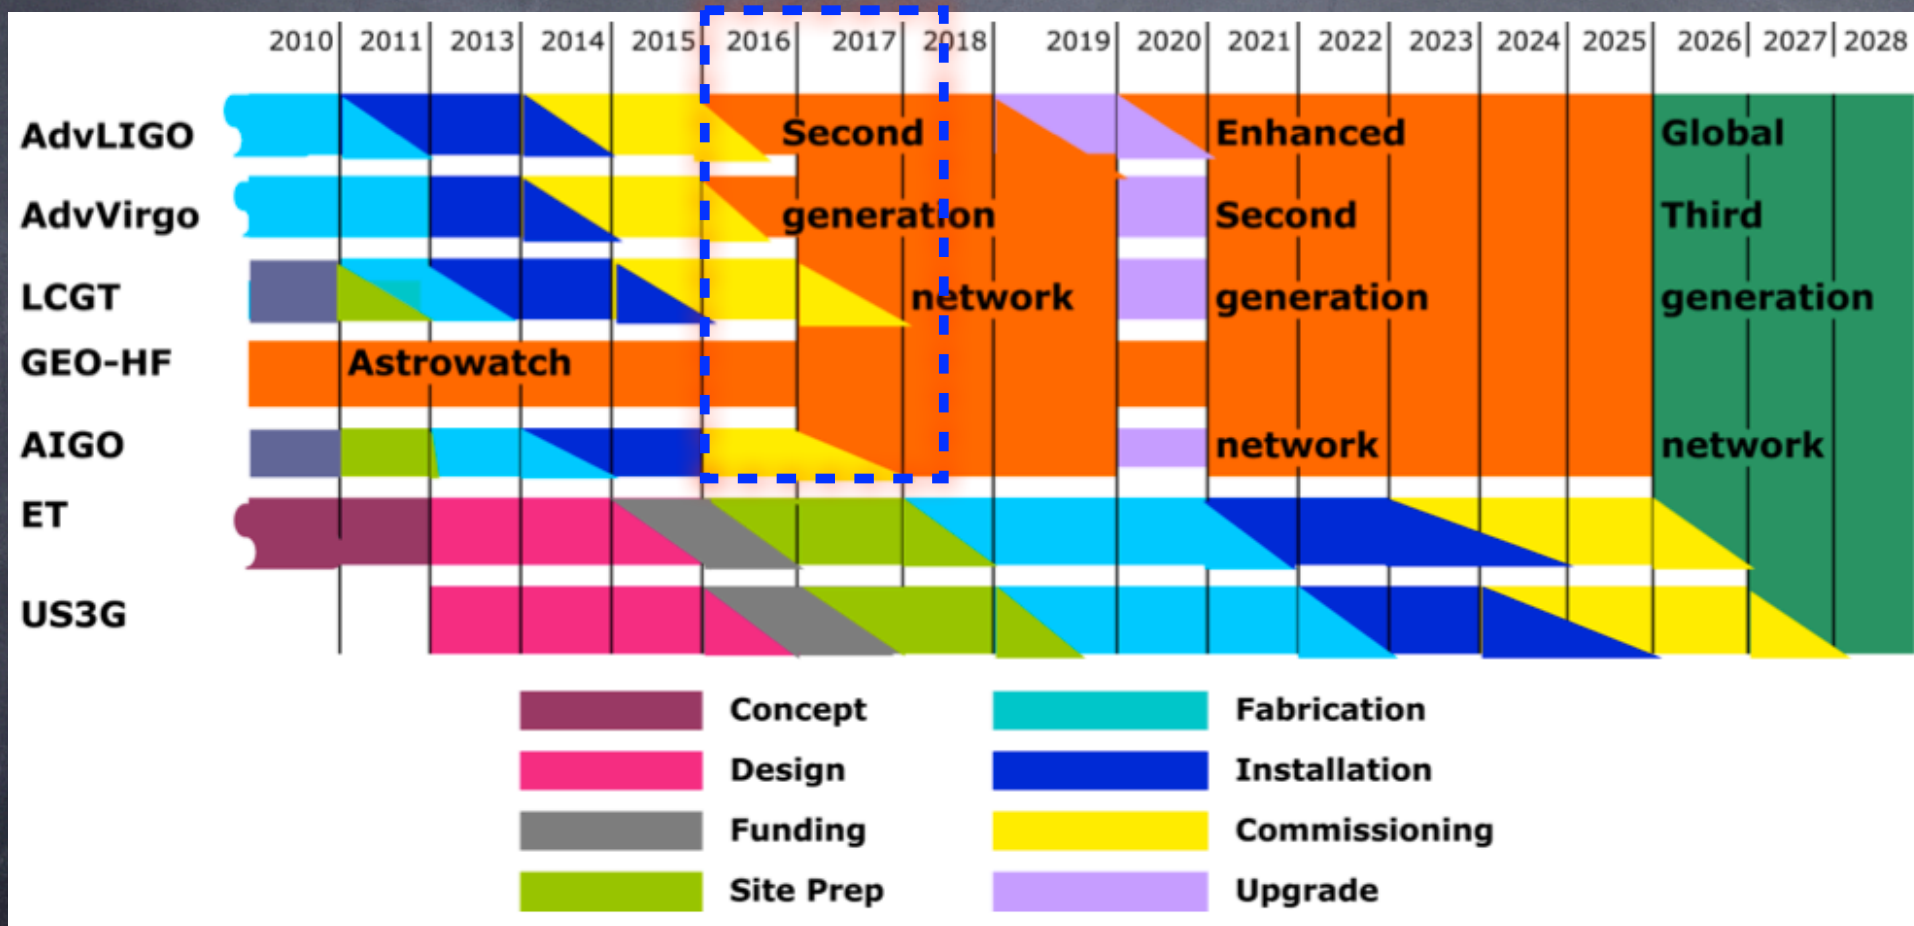 2010 2011 2013 2014 2015 2016 2017 2018 2019 2020 2021 2022 2023 2024 2025 2026 2027 2028
AdvLIGO Second Enhanced Global
AdvVirgo generation Second Third
LCGT network generation generation
GEO-HF Astrowatch
AIGO network network
ET
US3G
Concept Fabrication
Design Installation
Funding Commissioning
Site Prep Upgrade